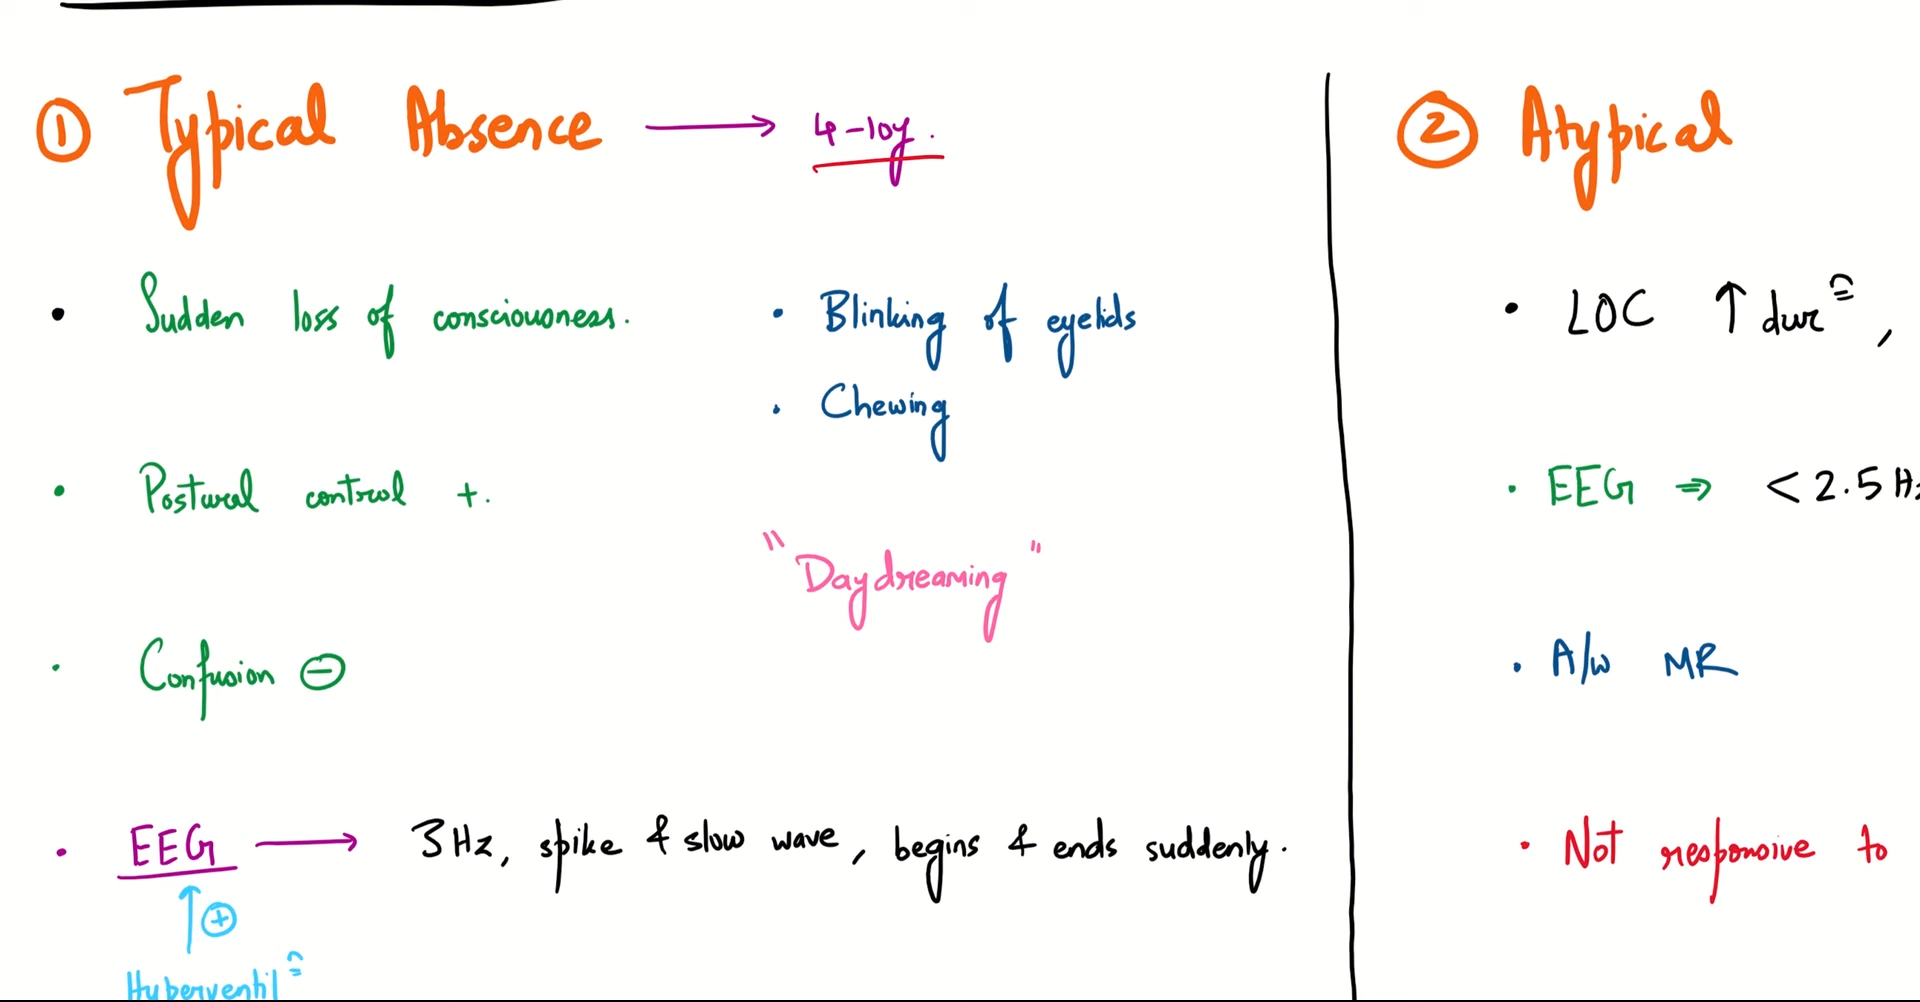 ① Typical Absence → 4-10y.
• Sudden loss of consciousness.
• Blinking of eyelids
• Chewing
• Postural control +.
"Daydreaming"
• Confusion ⊖
• EEG → 3Hz, spike & slow wave, begins & ends suddenly.
↑ ⊕
Hyperventil
② Atypical
• LOC ↑ dur ,
• EEG ⇒ < 2.5 Hz
• A/w MR
• Not responsive to